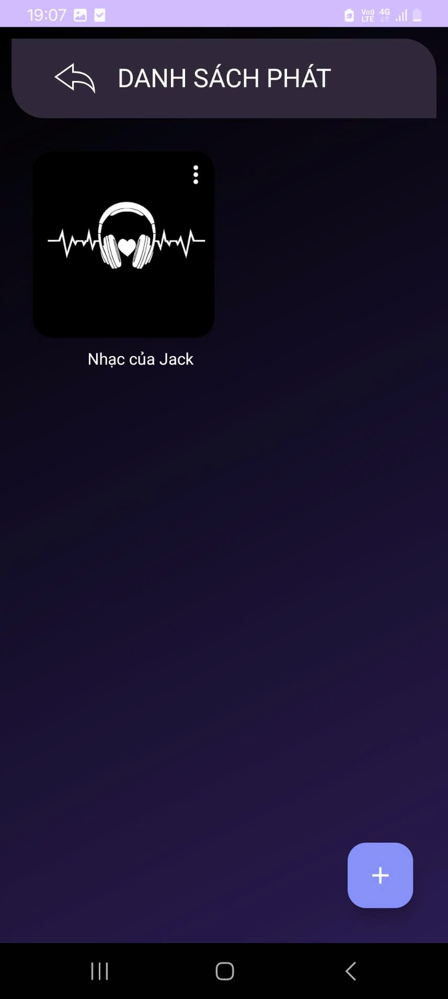 19:07
Vo)) 4G
LTE
DANH SÁCH PHÁT
Nhạc của Jack